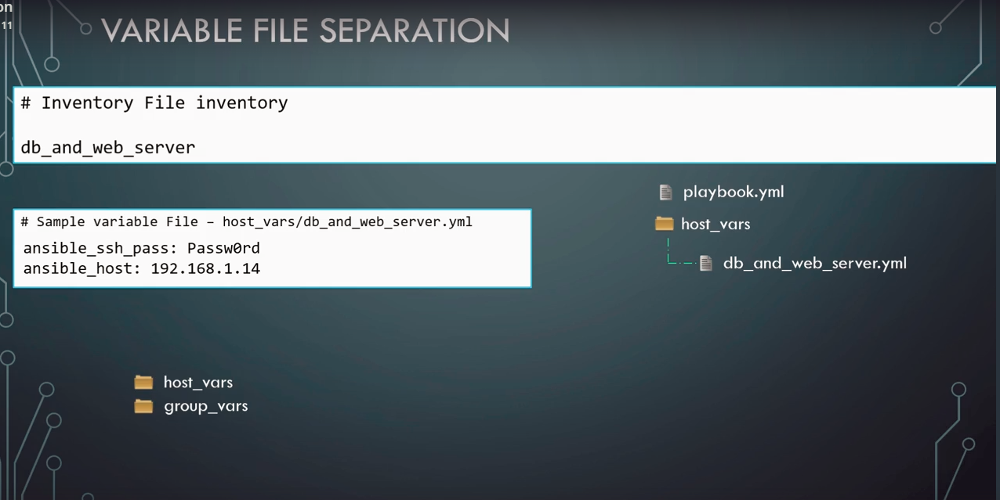 on
11
VARIABLE FILE SEPARATION
# Inventory File inventory
db_and_web_server
# Sample variable File – host_vars/db_and_web_server.yml
ansible_ssh_pass: Passw0rd
ansible_host: 192.168.1.14
playbook.yml
host_vars
db_and_web_server.yml
host_vars
group_vars